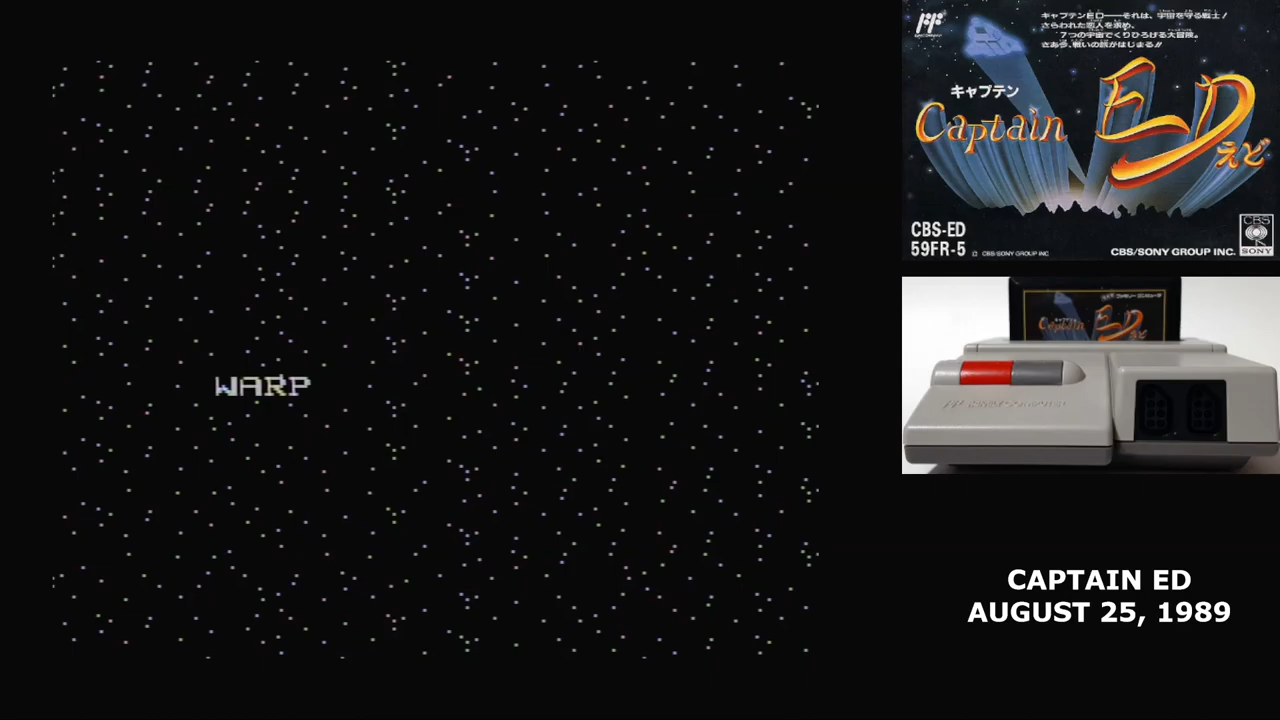 WARP
キャプテンED——それは、宇宙を守る戦士!
さらわれた恋人を求め、
7つの宇宙でくりひろげる大冒険。
さあ今、戦いの旅がはじまる!!
キャプテン
Captain ED
えど
CBS-ED
59FR-5
CBS/SONY GROUP INC.
CBS/SONY GROUP INC.
CBS
SONY
Captain ED
えど
CAPTAIN ED
AUGUST 25, 1989